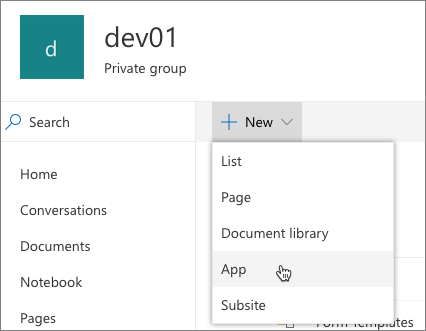 d
dev01
Private group
Search
New
List
Page
Document library
App
Subsite
Home
Conversations
Documents
Notebook
Pages
Form Templates